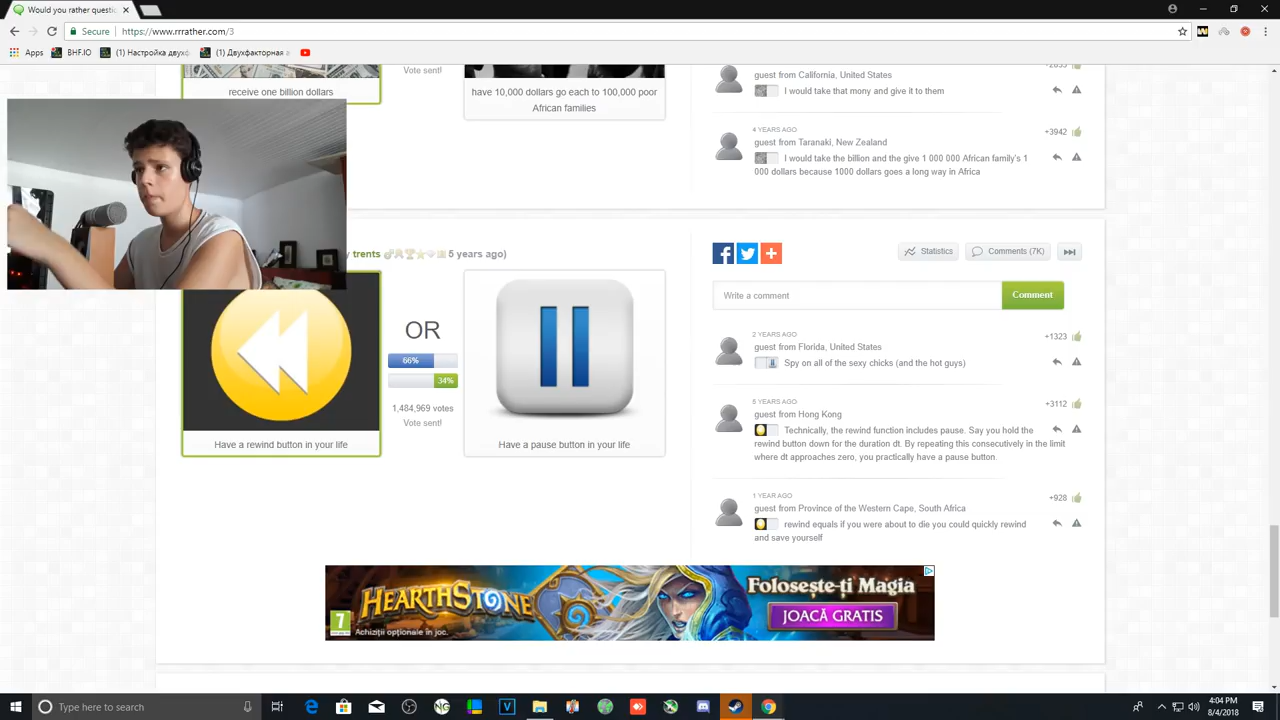 Would you questio
Secure https://www.rrrather.com/3
Apps BHF.IO (1) Настройка двухф (1) Двухфакторная а
Vote sent!
receive one billion dollars
have 10,000 dollars go each to 100,000 poor
African families
guest from California, United States
I would take that mony and give it to them
4 YEARS AGO
+3942
guest from Taranaki, New Zealand
I would take the billion and the give 1 000 000 African family's 1
000 dollars because 1000 dollars goes a long way in Africa
trents 5 years ago)
OR
66%
34%
1,484,969 votes
Vote sent!
Have a rewind button in your life
Have a pause button in your life
Statistics Comments (7K)
Write a comment Comment
2 YEARS AGO
+1323
guest from Florida, United States
Spy on all of the sexy chicks (and the hot guys)
5 YEARS AGO
+3112
guest from Hong Kong
Technically, the rewind function includes pause. Say you hold the
rewind button down for the duration dt. By repeating this consecutively in the limit
where dt approaches zero, you practically have a pause button.
1 YEAR AGO
+928
guest from Province of the Western Cape, South Africa
rewind equals if you were about to die you could quickly rewind
and save yourself
HEARTHSTONE
7
Achiziții opționale în joc.
Folosește-ți Magia
JOACĂ GRATIS
Type here to search
4:04 PM
8/4/2018